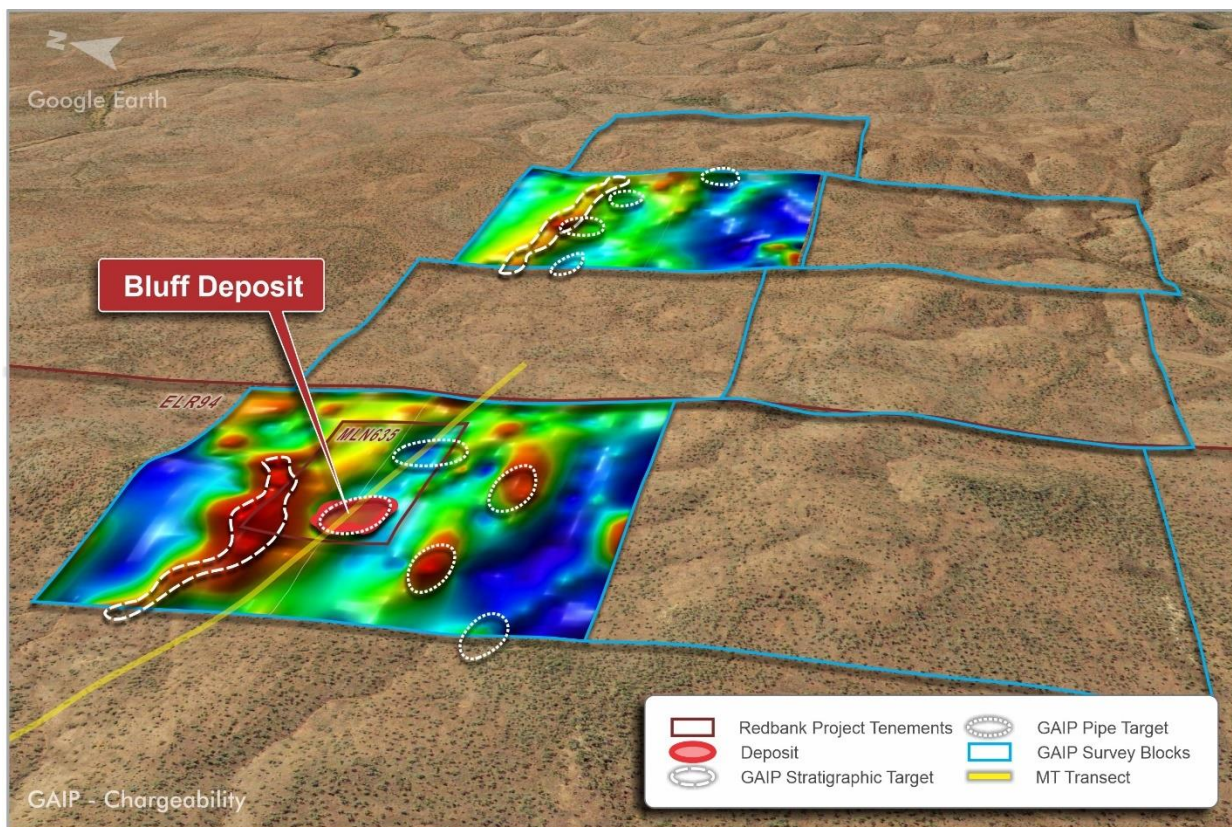 N
Google Earth
Bluff Deposit
ELR94
MLN635
Redbank Project Tenements
Deposit
GAIP Stratigraphic Target
GAIP Pipe Target
GAIP Survey Blocks
MT Transect
GAIP - Chargeability